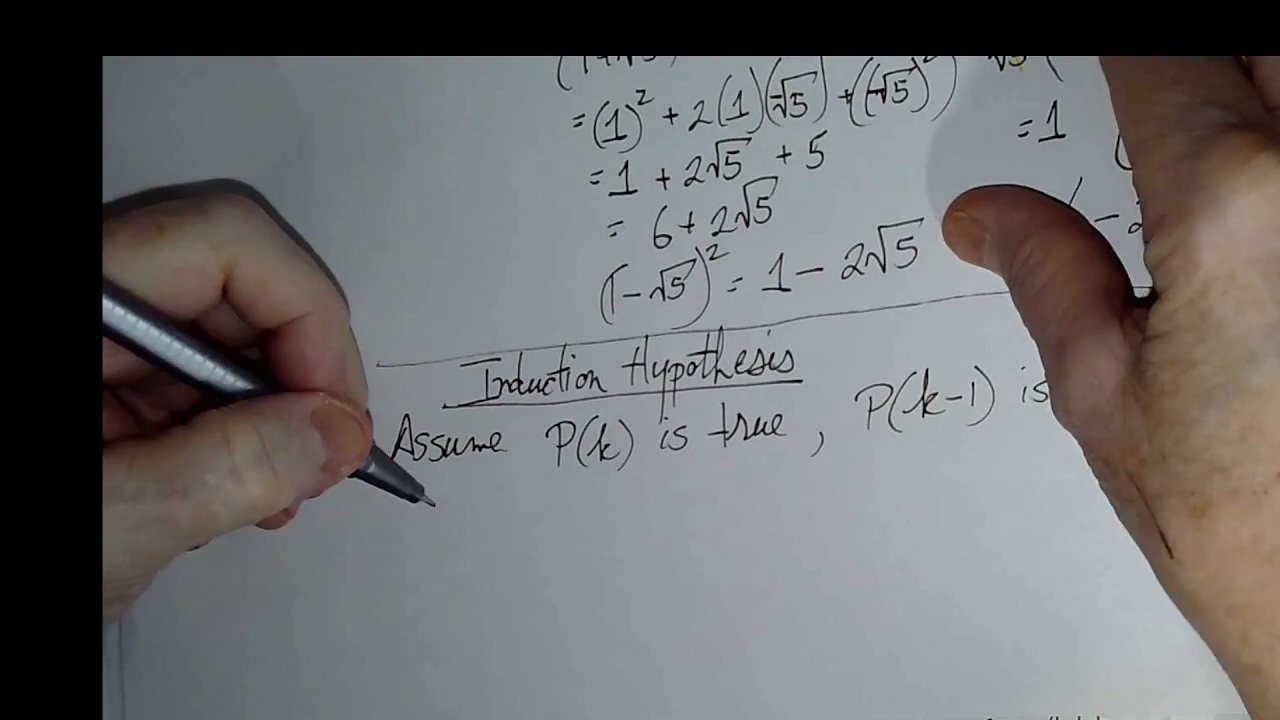 = (1)² + 2(1)(√5) + (√5)²
= 1
= 1 + 2√5 + 5
= 6 + 2√5
(1 - √5)² = 1 - 2√5
Induction Hypothesis
Assume P(k) is true, P(k-1) is